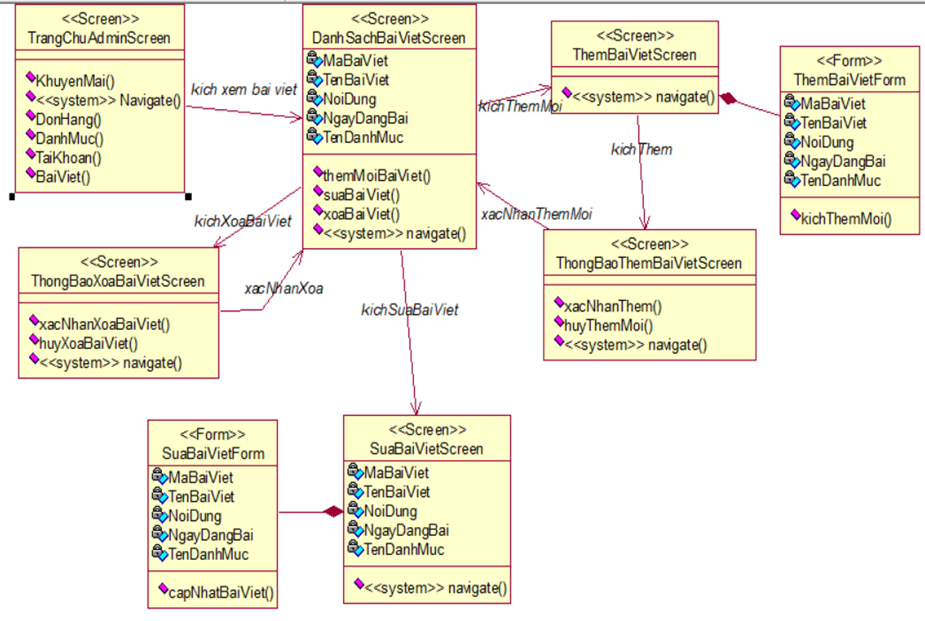 <<Screen>>
TrangChuAdminScreen
KhuyenMai()
<<system>> Navigate()
DonHang()
DanhMuc()
TaiKhoan()
BaiViet()
kich xem bai viet
<<Screen>>
DanhSachBaiVietScreen
MaBaiViet
TenBaiViet
NoiDung
NgayDangBai
TenDanhMuc
themMoiBaiViet()
suaBaiViet()
xoaBaiViet()
<<system>> navigate()
kichThemMoi
<<Screen>>
ThemBaiVietScreen
<<system>> navigate()
<<Form>>
ThemBaiVietForm
MaBaiViet
TenBaiViet
NoiDung
NgayDangBai
TenDanhMuc
kichThemMoi()
kichThem
kichXoaBaiViet
xacNhanThemMoi
<<Screen>>
ThongBaoXoaBaiVietScreen
xacNhanXoaBaiViet()
huyXoaBaiViet()
<<system>> navigate()
xacNhanXoa
kichSuaBaiViet
<<Screen>>
ThongBaoThemBaiVietScreen
xacNhanThem()
huyThemMoi()
<<system>> navigate()
<<Form>>
SuaBaiVietForm
MaBaiViet
TenBaiViet
NoiDung
NgayDangBai
TenDanhMuc
capNhatBaiViet()
<<Screen>>
SuaBaiVietScreen
MaBaiViet
TenBaiViet
NoiDung
NgayDangBai
TenDanhMuc
<<system>> navigate()